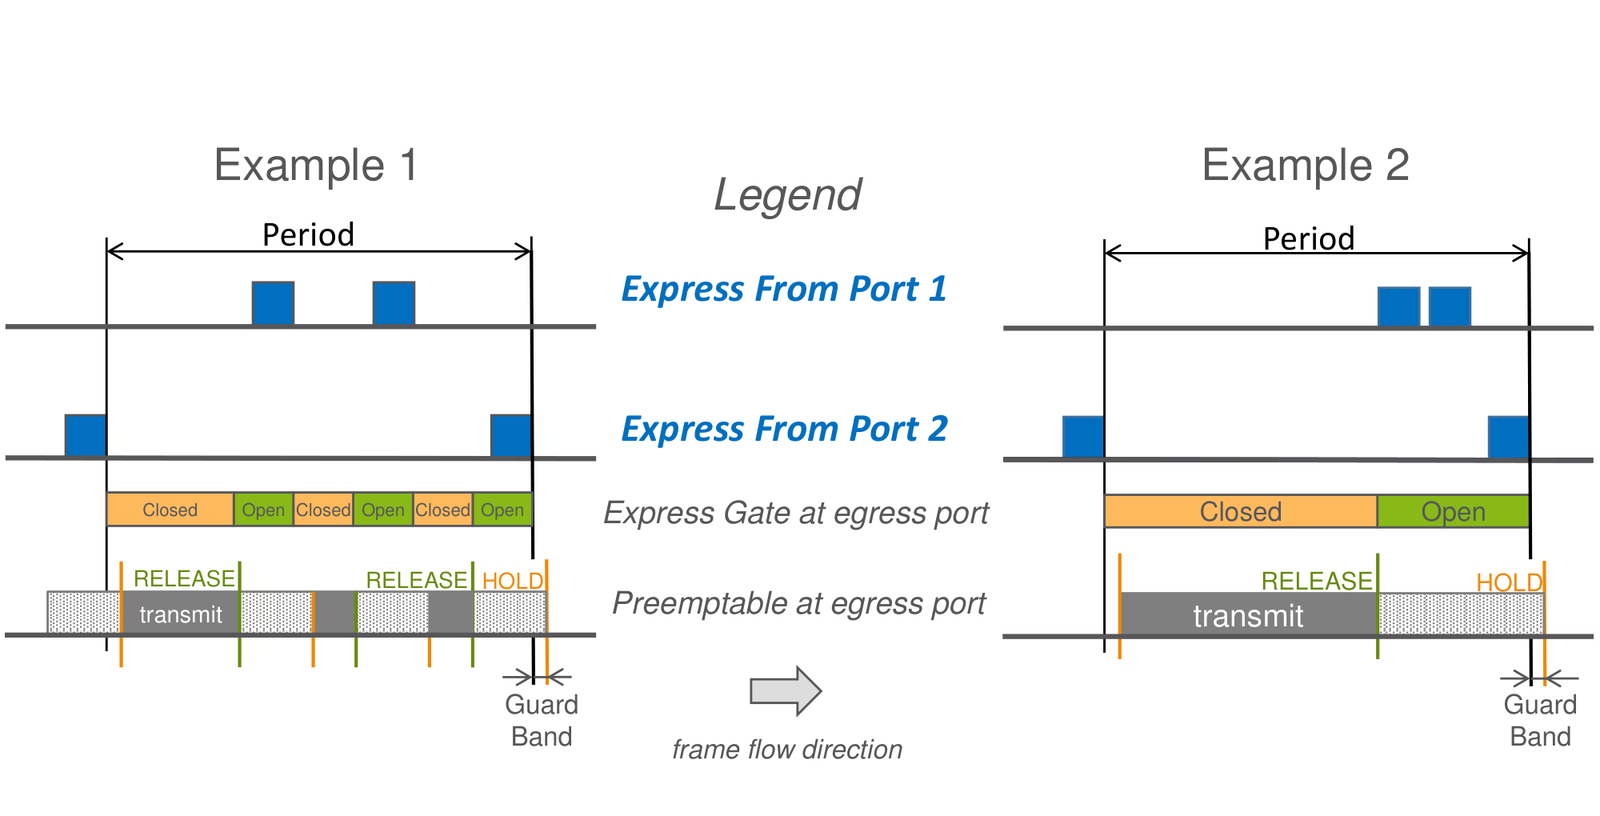 Example 1
Legend
Example 2
Period
Period
Express From Port 1
Express From Port 2
Closed
Open
Closed
Open
Closed
Open
Express Gate at egress port
Closed
Open
RELEASE
RELEASE
HOLD
transmit
Preemptable at egress port
RELEASE
HOLD
transmit
Guard
Band
frame flow direction
Guard
Band